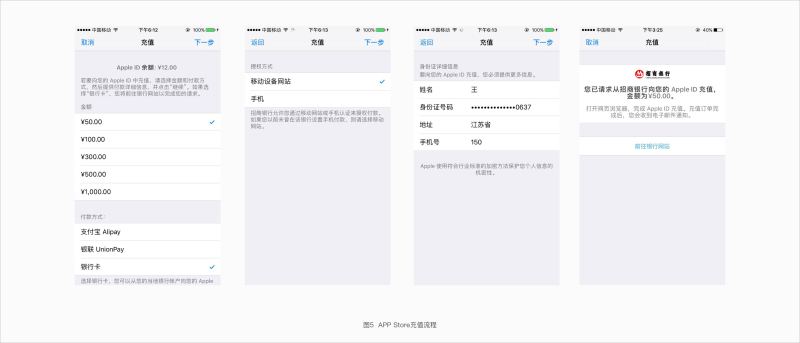 中国移动 下午6:12 100%
取消 充值 下一步
Apple ID 余额: ¥12.00
若要向您的 Apple ID 中充值，请选择金额和付款方
式，然后提供付款详细信息，并点击“继续”。如果选
择“银行卡”，您将前往银行网站以完成您的请求。
金额
¥50.00
¥100.00
¥300.00
¥500.00
¥1,000.00
付款方式:
支付宝 Alipay
银联 UnionPay
银行卡
选择银行卡，您可以从您的当地银行账户向您的 Apple
中国移动 下午6:13 100%
返回 充值 下一步
授权方式
移动设备网站
手机
招商银行允许您通过移动网站或手机认证来授权付款。
如果您以前未曾在该银行设置手机付款，则请选择移动
网站。
中国移动 下午6:13 100%
返回 充值 下一步
身份证详细信息
要向您的 Apple ID 充值，您必须提供更多信息。
姓名 王
身份证号码 ••••••••••••••0637
地址 江苏省
手机号 150
Apple 使用符合行业标准的加密方法保护您个人信息的
机密性。
中国移动 下午3:25 40%
取消 充值
招商银行
您已请求从招商银行向您的 Apple ID 充值，
金额为¥50.00。
打开网页浏览器，完成 Apple ID 充值。充值订单完
成后，您会收到电子邮件通知。
前往银行网站
图5 APP Store充值流程